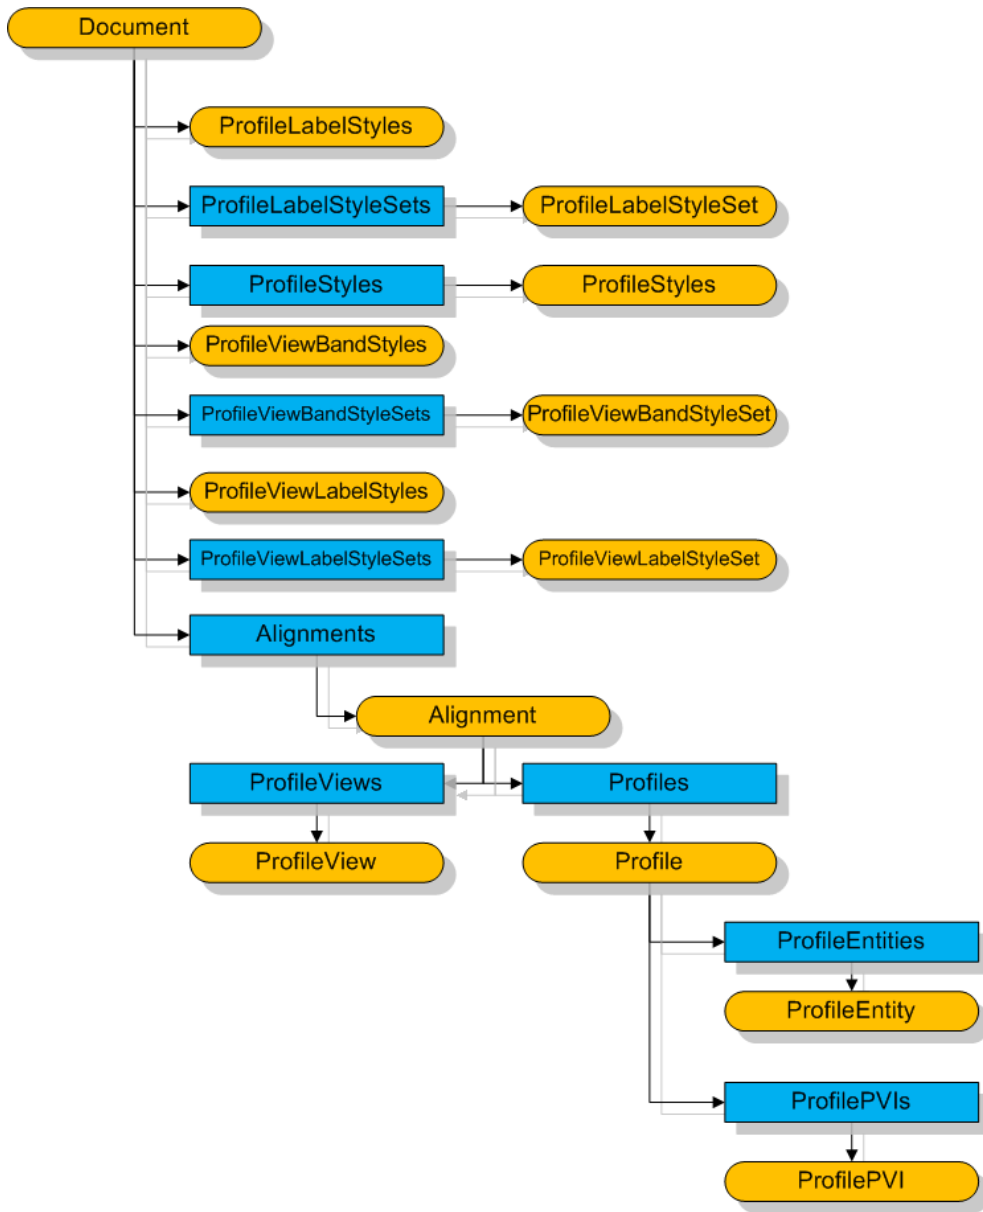 Document
ProfileLabelStyles
ProfileLabelStyleSets
ProfileLabelStyleSet
ProfileStyles
ProfileStyles
ProfileViewBandStyles
ProfileViewBandStyleSets
ProfileViewBandStyleSet
ProfileViewLabelStyles
ProfileViewLabelStyleSets
ProfileViewLabelStyleSet
Alignments
Alignment
ProfileViews
Profiles
ProfileView
Profile
ProfileEntities
ProfileEntity
ProfilePVIs
ProfilePVI